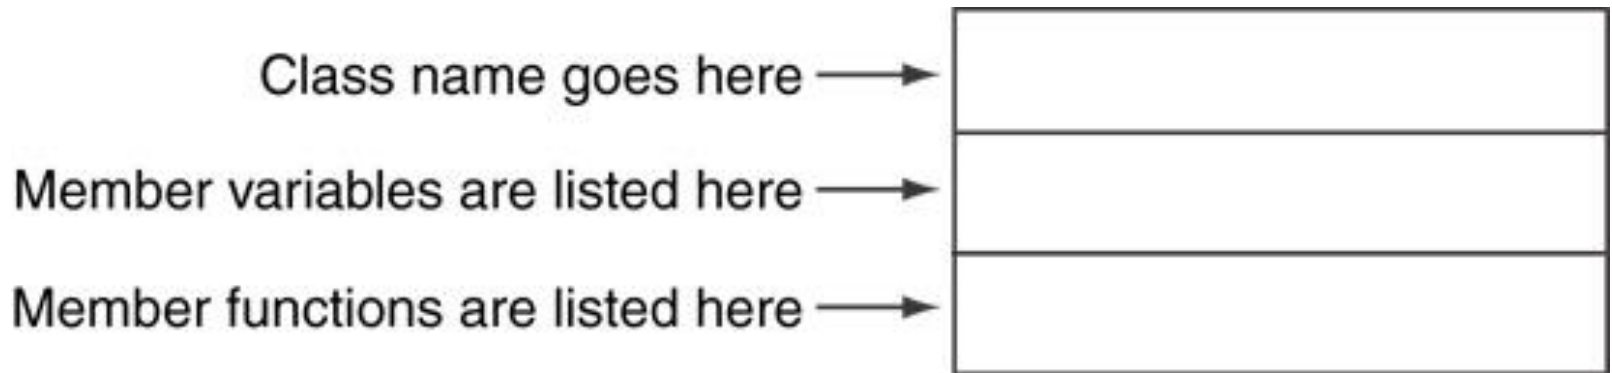 Class name goes here
Member variables are listed here
Member functions are listed here